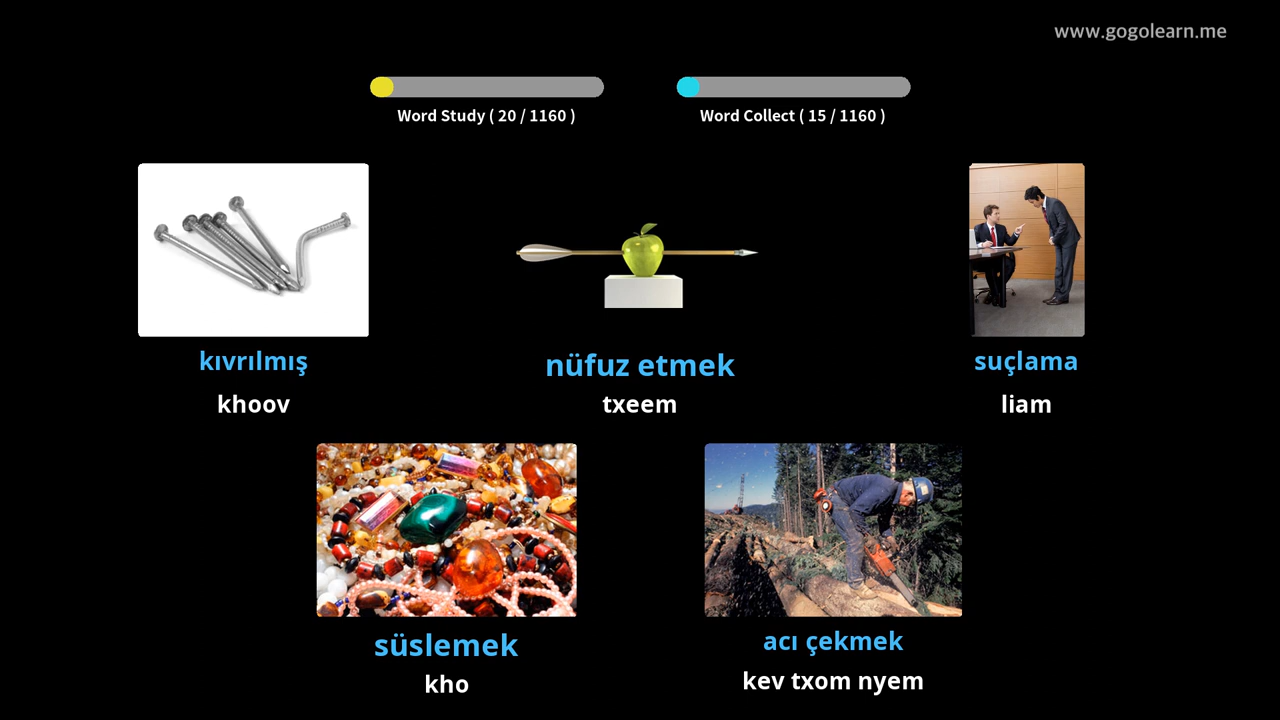 www.gogolearn.me
Word Study ( 20 / 1160 )
Word Collect ( 15 / 1160 )
kıvrılmış
khoov
nüfuz etmek
txeem
suçlama
liam
süslemek
kho
acı çekmek
kev txom nyem